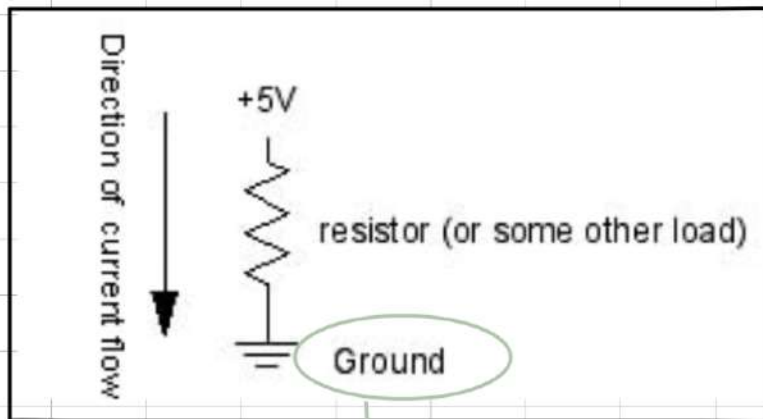 Direction of current flow
+5V
resistor (or some other load)
Ground